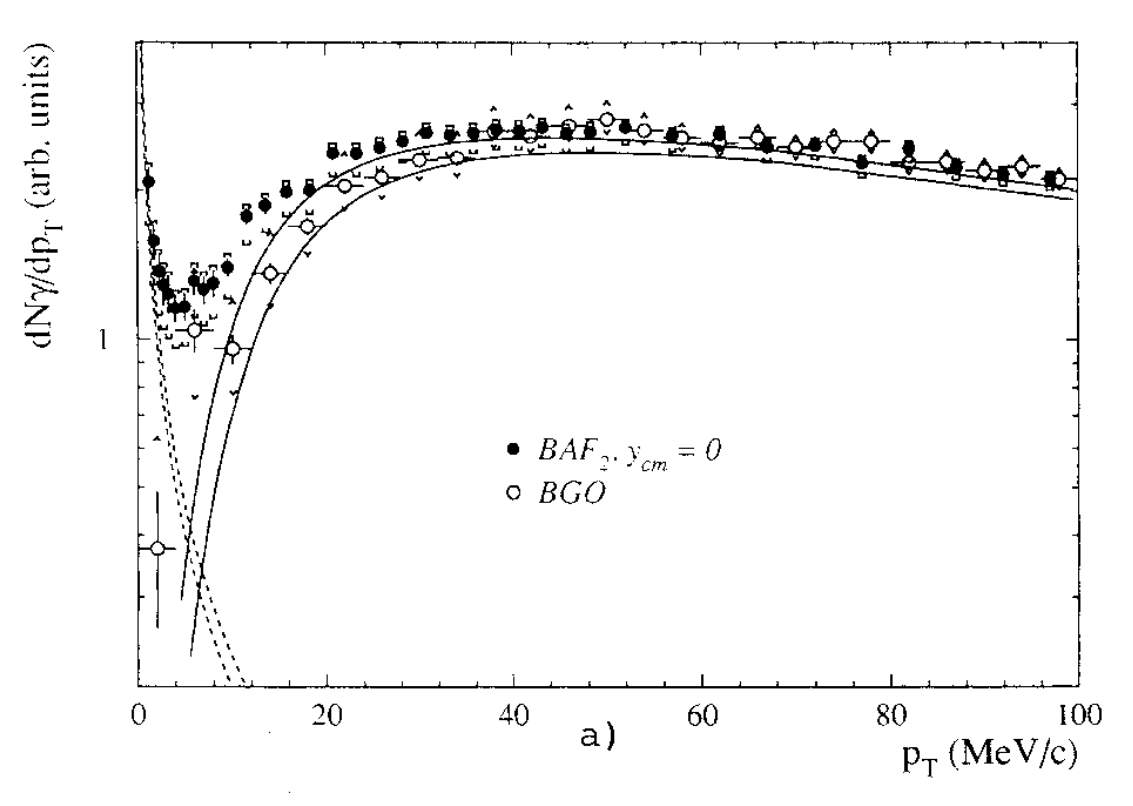 dNγ/dp_T (arb. units)
1
BAF₂, y_cm = 0
BGO
0 20 40 60 80 100
a)
p_T (MeV/c)